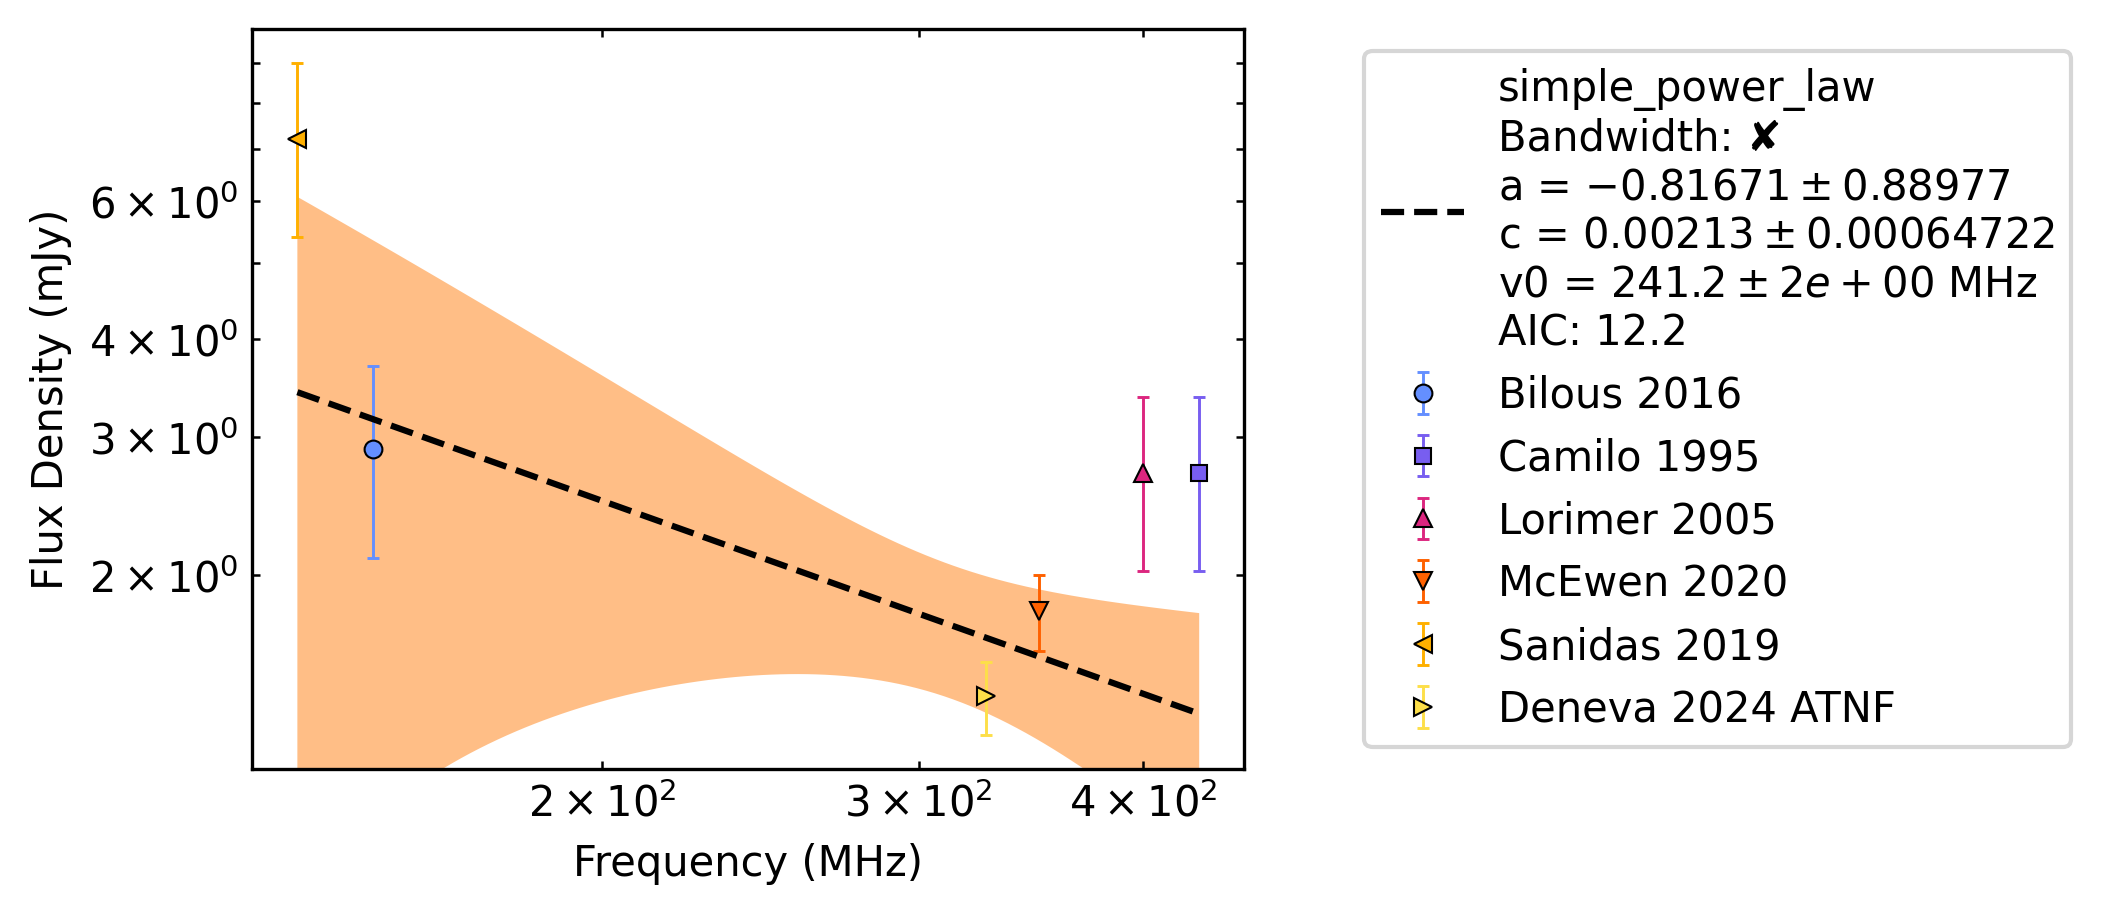 Flux Density (mJy)
6 × 10⁰
4 × 10⁰
3 × 10⁰
2 × 10⁰
2 × 10²
3 × 10²
4 × 10²
Frequency (MHz)
simple_power_law
Bandwidth: ✘
a = −0.81671 ± 0.88977
c = 0.00213 ± 0.00064722
v0 = 241.2 ± 2e + 00 MHz
AIC: 12.2
Bilous 2016
Camilo 1995
Lorimer 2005
McEwen 2020
Sanidas 2019
Deneva 2024 ATNF